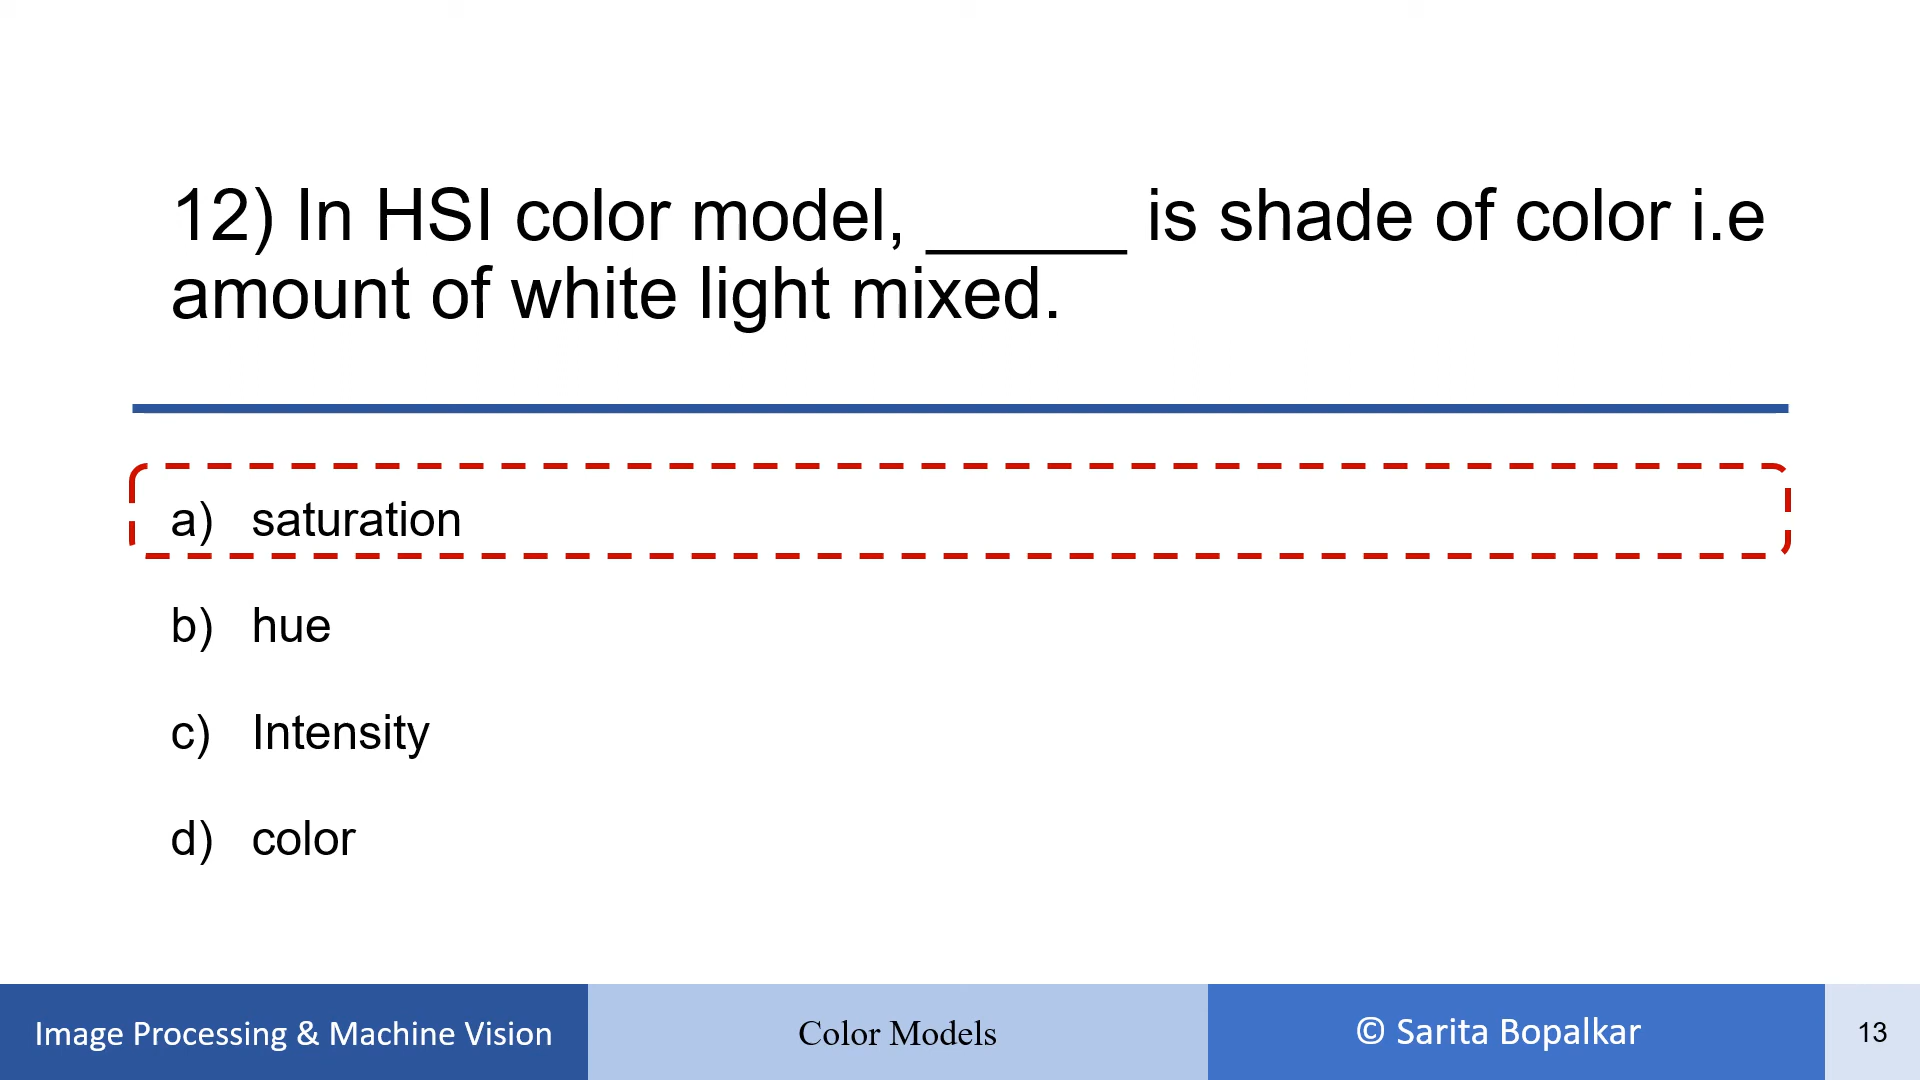 12) In HSI color model, _____ is shade of color i.e
amount of white light mixed.
a) saturation
b) hue
c) Intensity
d) color
Image Processing & Machine Vision
Color Models
© Sarita Bopalkar
13